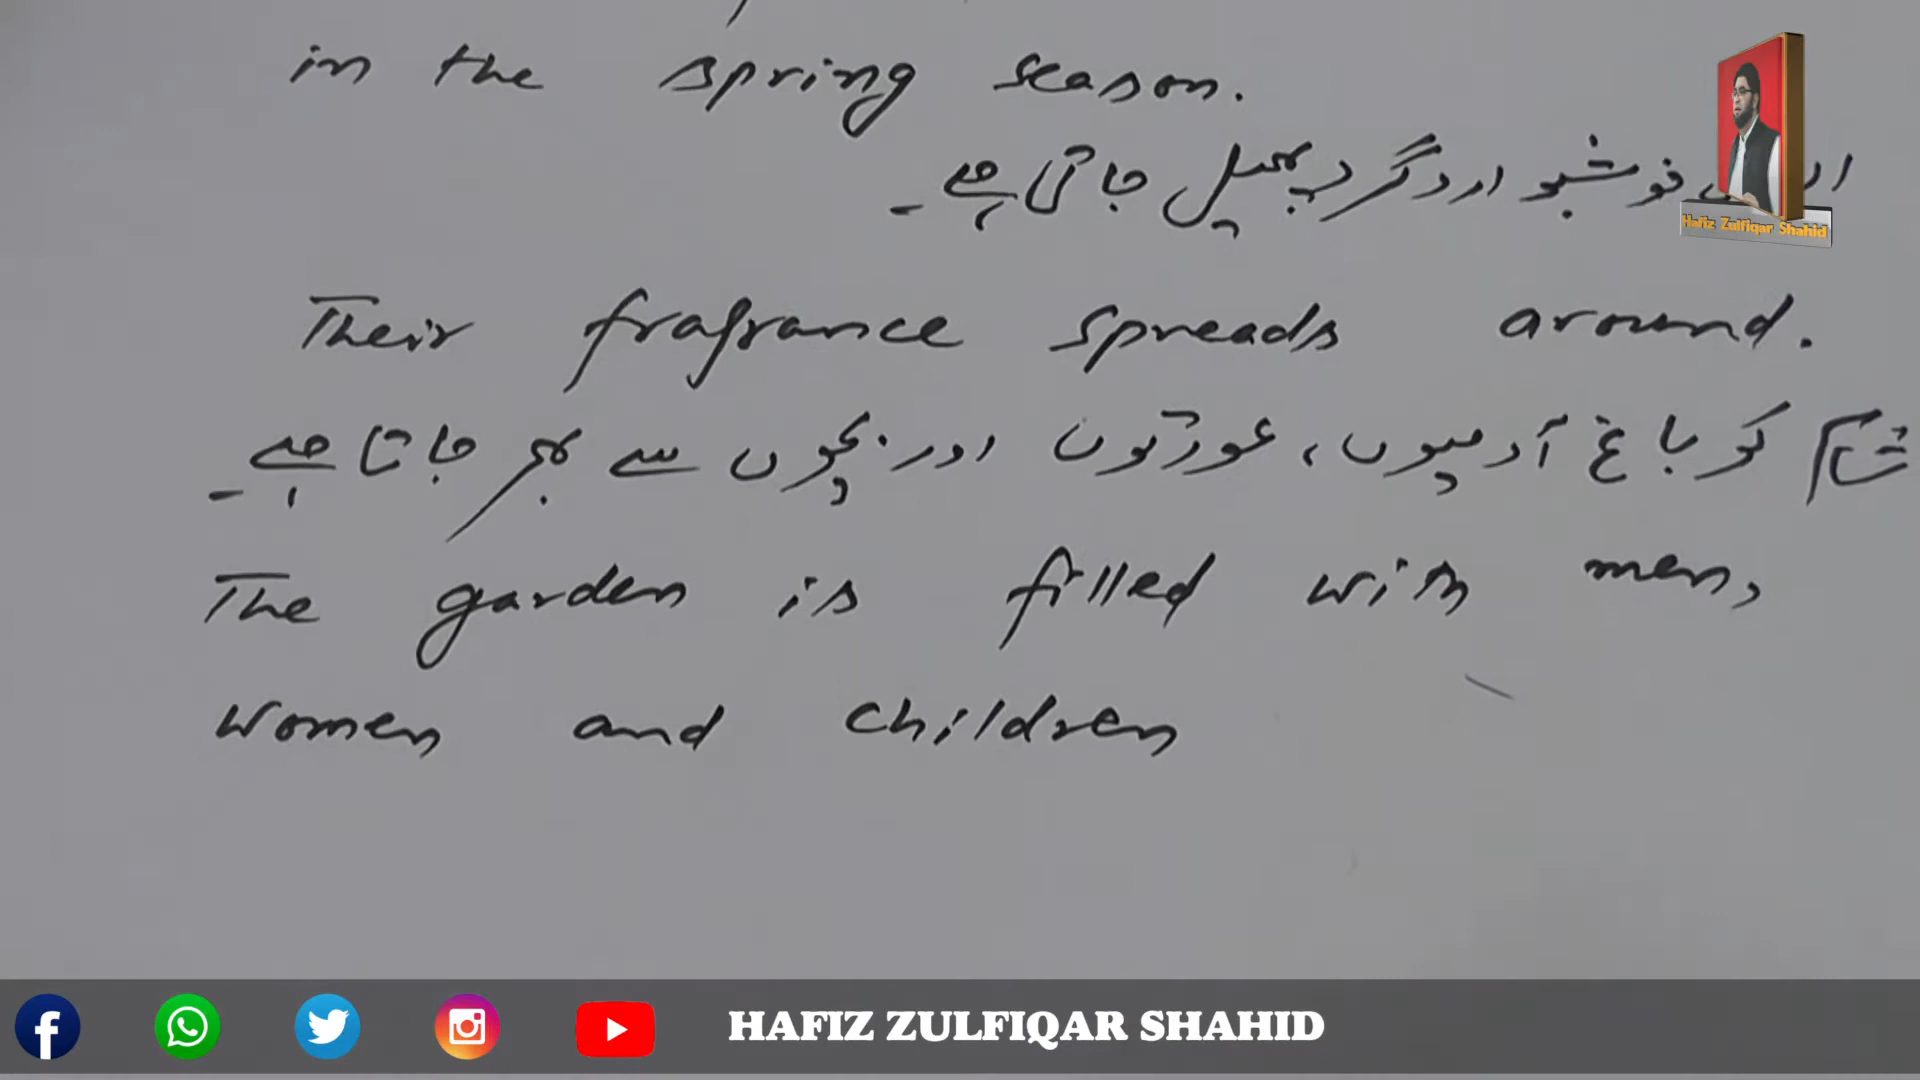 in the spring season.
خوشبو اردگرد پھیل جاتی ہے۔
Hafiz Zulfiqar Shahid
Their fragrance spreads around.
شام کو باغ آدمیوں، عورتوں اور بچوں سے بھر جاتا ہے۔
The garden is filled with men,
women and children
HAFIZ ZULFIQAR SHAHID